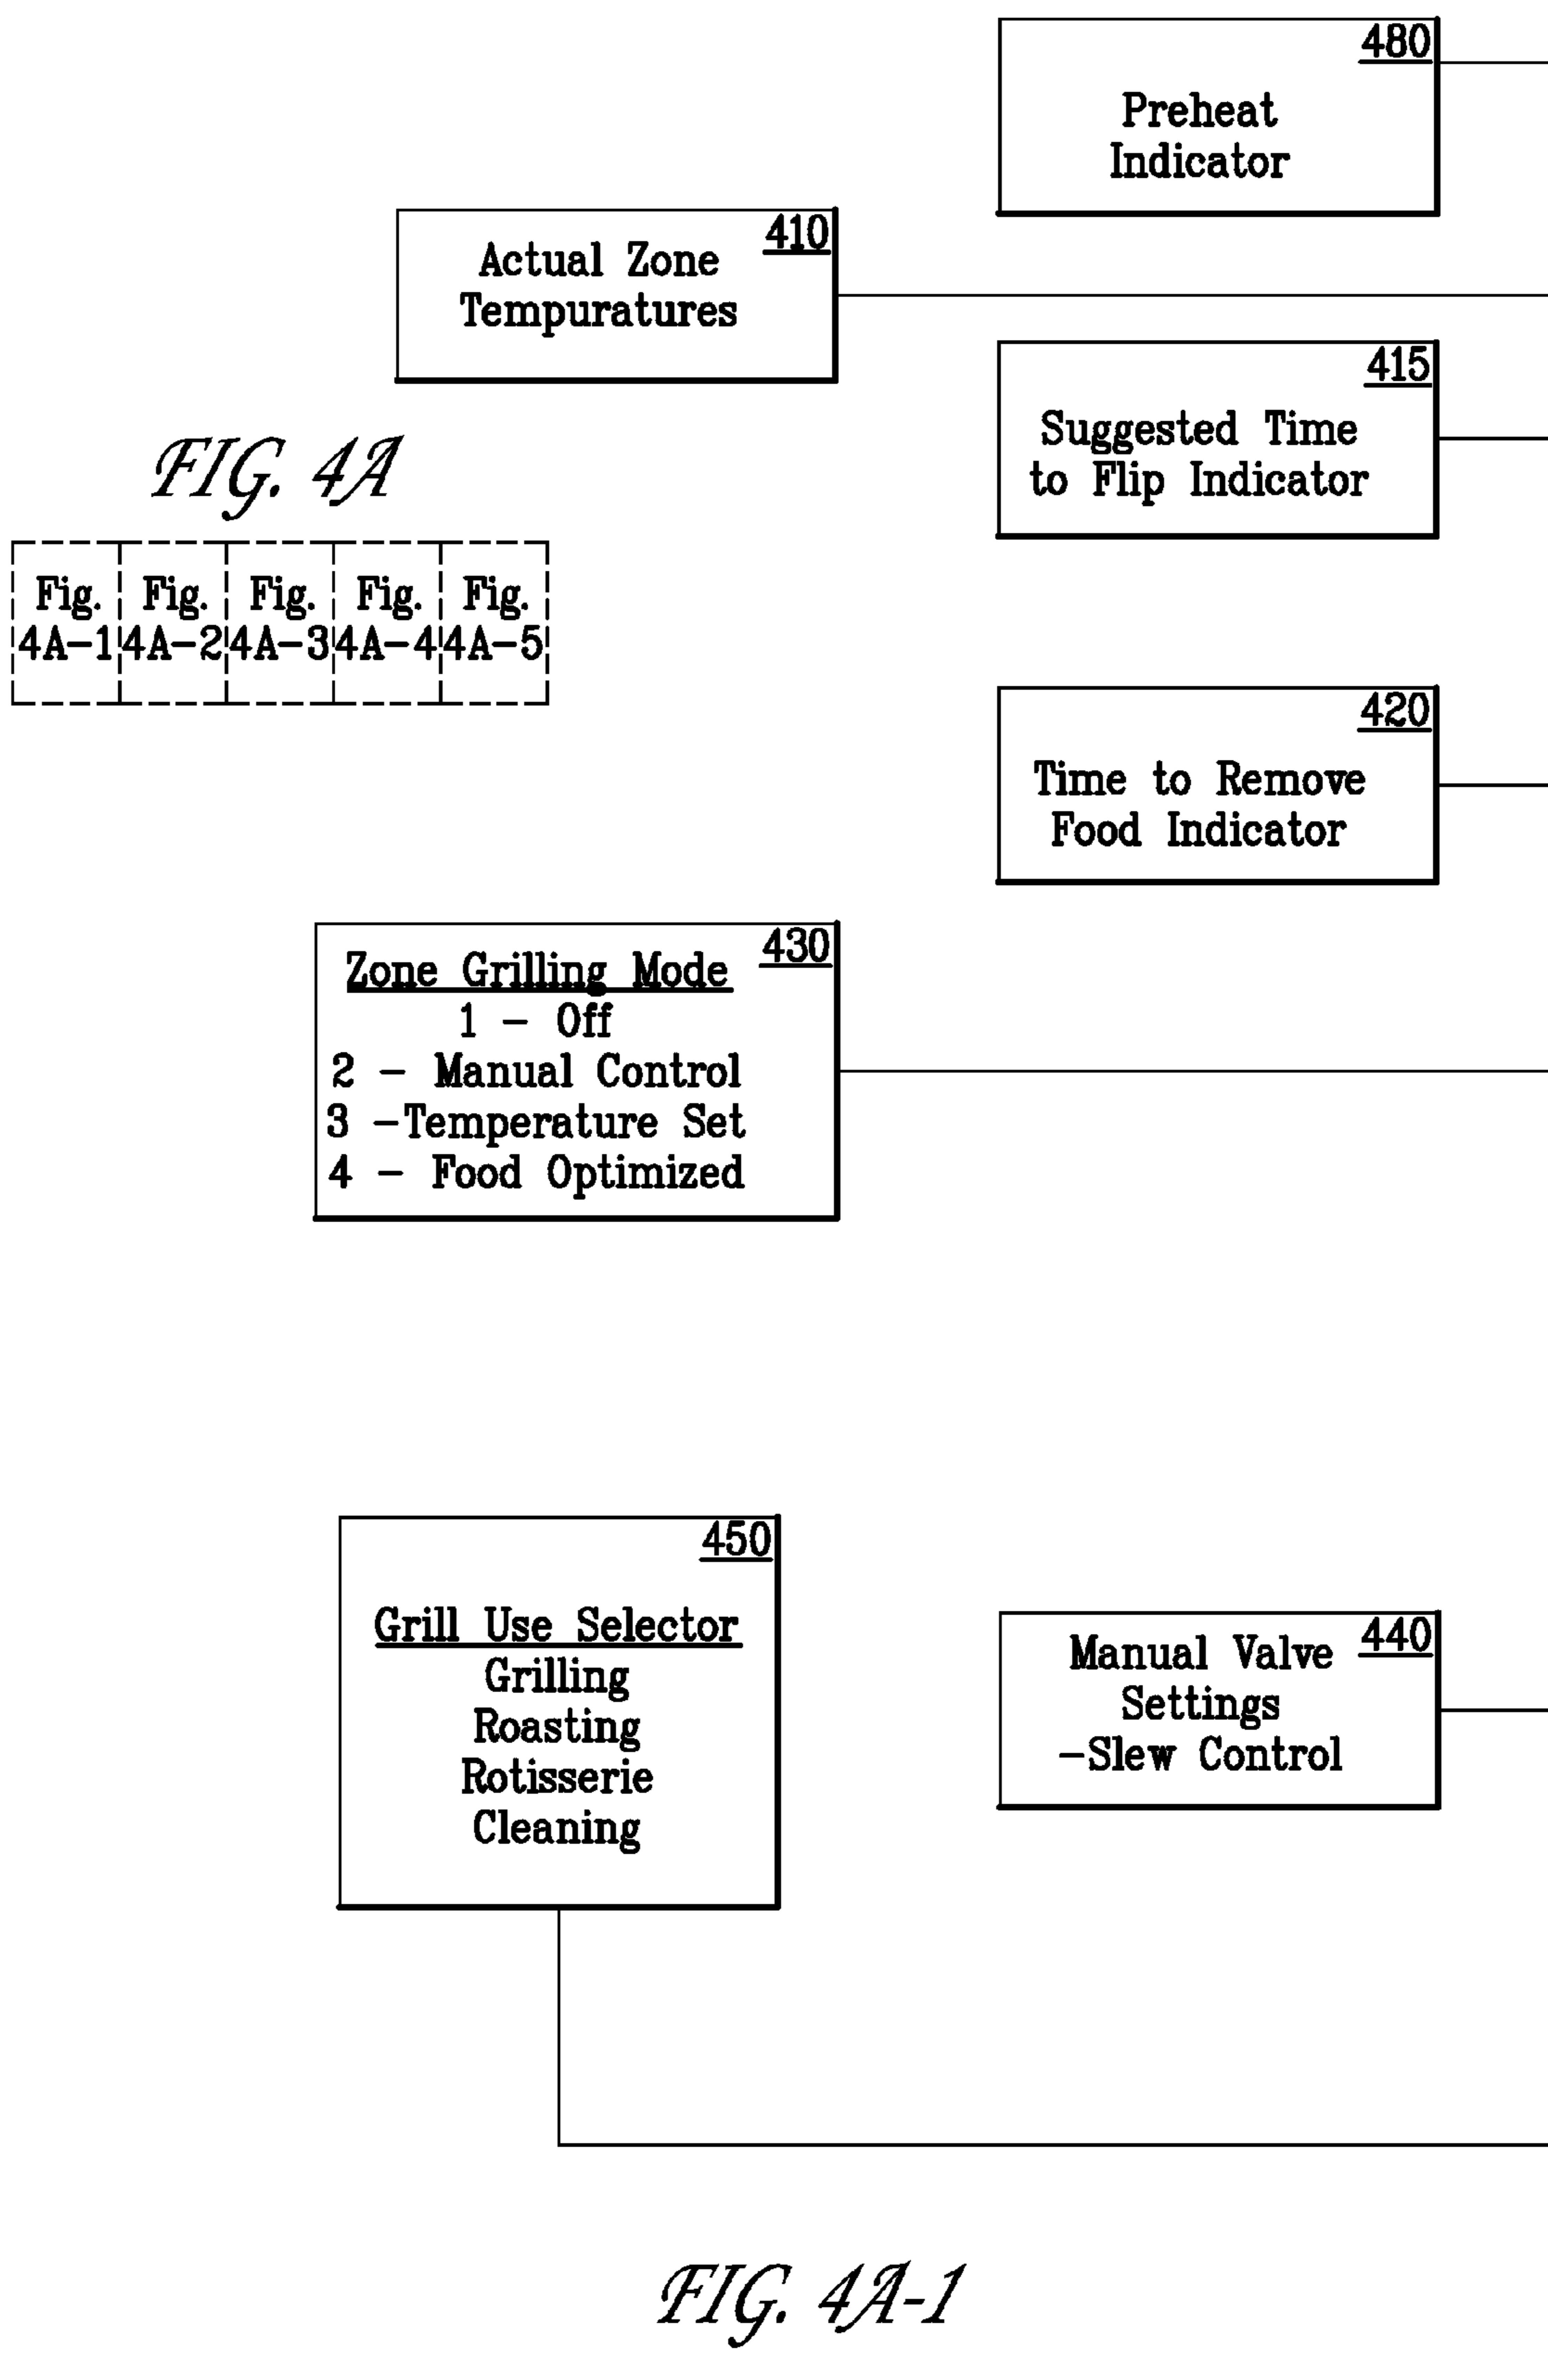 480
Preheat
Indicator
410
Actual Zone
Tempuratures
415
Suggested Time
to Flip Indicator
FIG. 4A
Fig. Fig. Fig. Fig. Fig.
4A-1 4A-2 4A-3 4A-4 4A-5
420
Time to Remove
Food Indicator
430
Zone Grilling Mode
1 - Off
2 - Manual Control
3 -Temperature Set
4 - Food Optimized
450
Grill Use Selector
Grilling
Roasting
Rotisserie
Cleaning
440
Manual Valve
Settings
-Slew Control
FIG. 4A-1